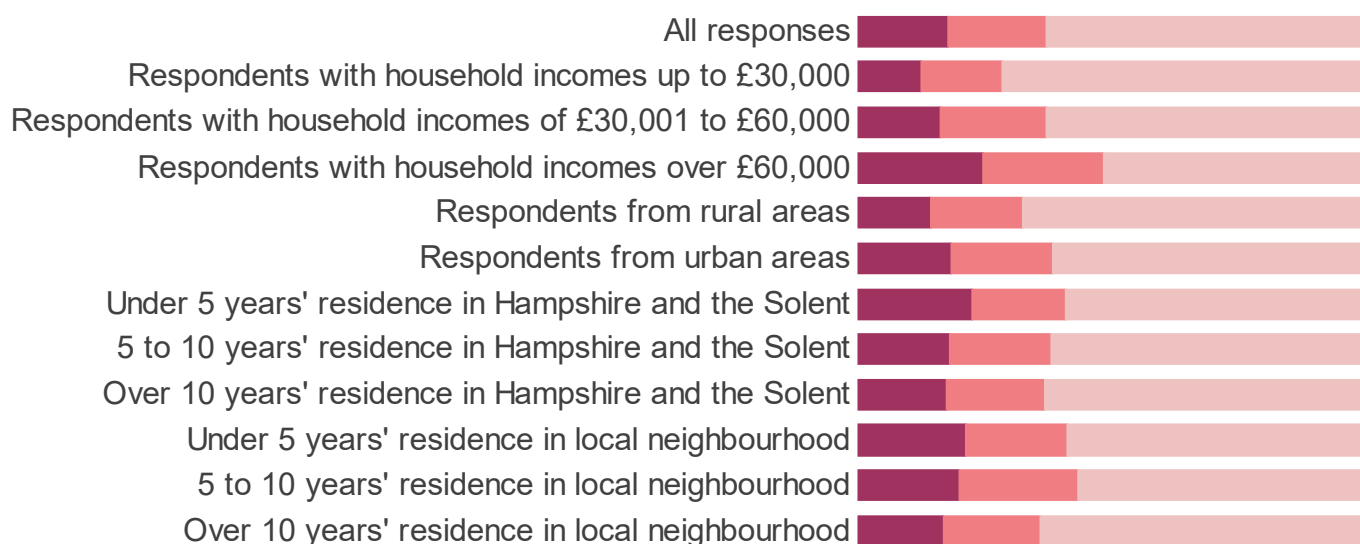 All responses
Respondents with household incomes up to £30,000
Respondents with household incomes of £30,001 to £60,000
Respondents with household incomes over £60,000
Respondents from rural areas
Respondents from urban areas
Under 5 years' residence in Hampshire and the Solent
5 to 10 years' residence in Hampshire and the Solent
Over 10 years' residence in Hampshire and the Solent
Under 5 years' residence in local neighbourhood
5 to 10 years' residence in local neighbourhood
Over 10 years' residence in local neighbourhood